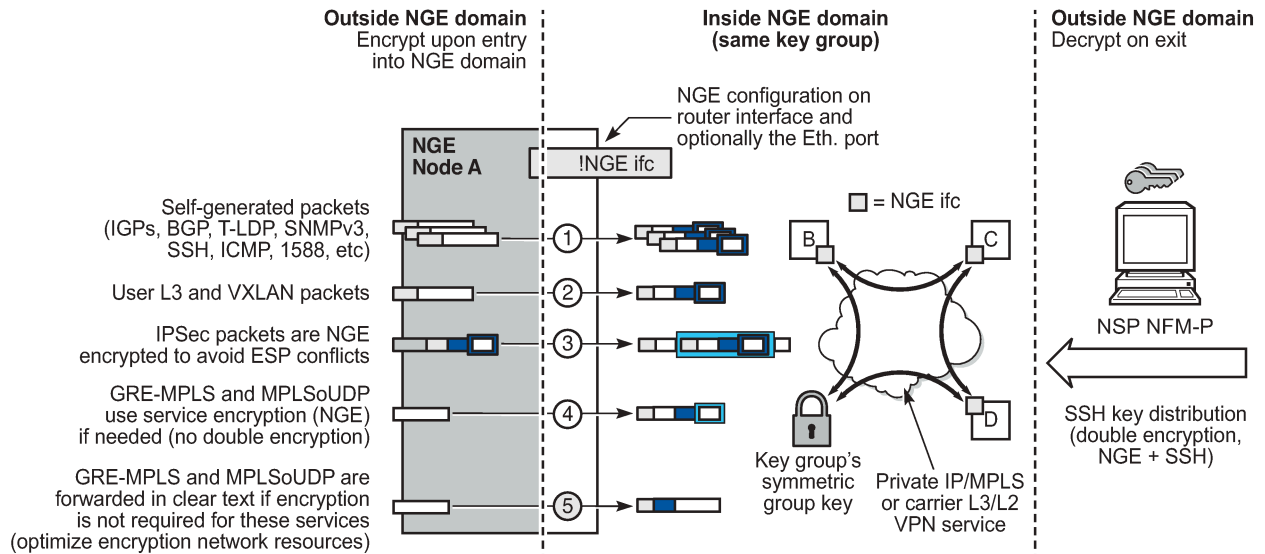 Outside NGE domain
Encrypt upon entry
into NGE domain
Inside NGE domain
(same key group)
Outside NGE domain
Decrypt on exit
NGE configuration on
router interface and
optionally the Eth. port
NGE
Node A
!NGE ifc
Self-generated packets
(IGPs, BGP, T-LDP, SNMPv3,
SSH, ICMP, 1588, etc)
1
User L3 and VXLAN packets
2
IPSec packets are NGE
encrypted to avoid ESP conflicts
3
GRE-MPLS and MPLSoUDP
use service encryption (NGE)
if needed (no double encryption)
4
GRE-MPLS and MPLSoUDP are
forwarded in clear text if encryption
is not required for these services
(optimize encryption network resources)
5
= NGE ifc
B
C
D
Key group's
symmetric
group key
Private IP/MPLS
or carrier L3/L2
VPN service
NSP NFM-P
SSH key distribution
(double encryption,
NGE + SSH)